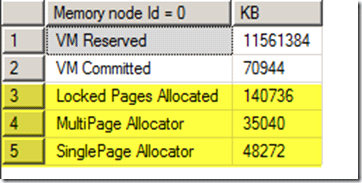 Memory node Id = 0 KB
1 VM Reserved 11561384
2 VM Committed 70944
3 Locked Pages Allocated 140736
4 MultiPage Allocator 35040
5 SinglePage Allocator 48272